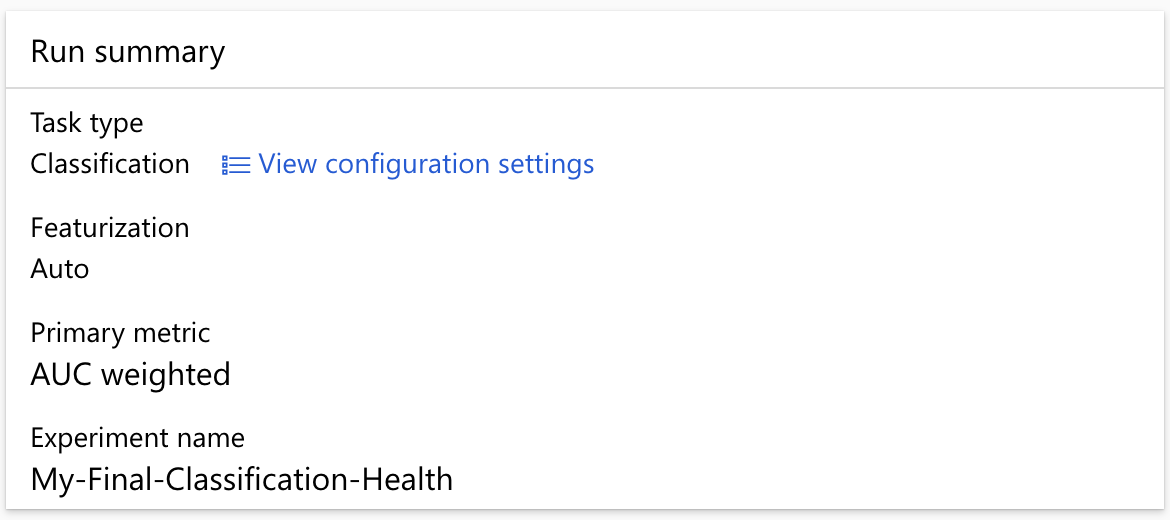 Run summary
Task type
Classification View configuration settings
Featurization
Auto
Primary metric
AUC weighted
Experiment name
My-Final-Classification-Health